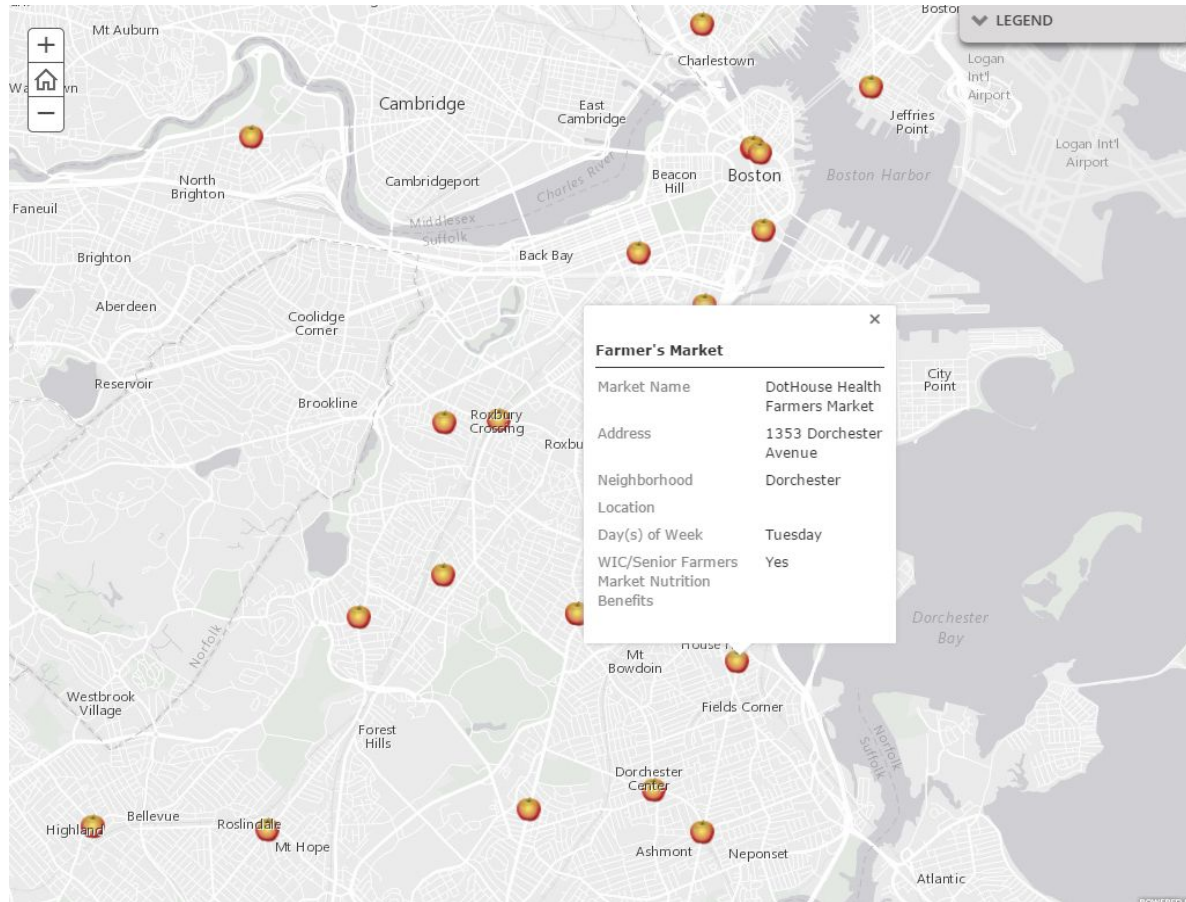 Mt Auburn
Bosto
LEGEND
Charlestown
Logan
Int'l
Airport
Cambridge
East
Cambridge
Jeffries
Point
Logan Int'l
Airport
North
Brighton
Cambridgeport
Beacon
Hill
Boston
Boston Harbor
Charles River
Faneuil
Middlesex
Suffolk
Brighton
Back Bay
Aberdeen
Coolidge
Corner
×
Farmer's Market
Market Name
DotHouse Health
Farmers Market
Address
1353 Dorchester
Avenue
Neighborhood
Dorchester
Location
Day(s) of Week
Tuesday
WIC/Senior Farmers
Market Nutrition
Benefits
Yes
City
Point
Reservoir
Brookline
Roxbury
Crossing
Roxbu
Norfolk
Dorchester
Bay
Mt
Bowdoin
House
Westbrook
Village
Fields Corner
Forest
Hills
Norfolk
Suffolk
Dorchester
Center
Highland
Bellevue
Roslindale
Mt Hope
Ashmont
Neponset
Atlantic